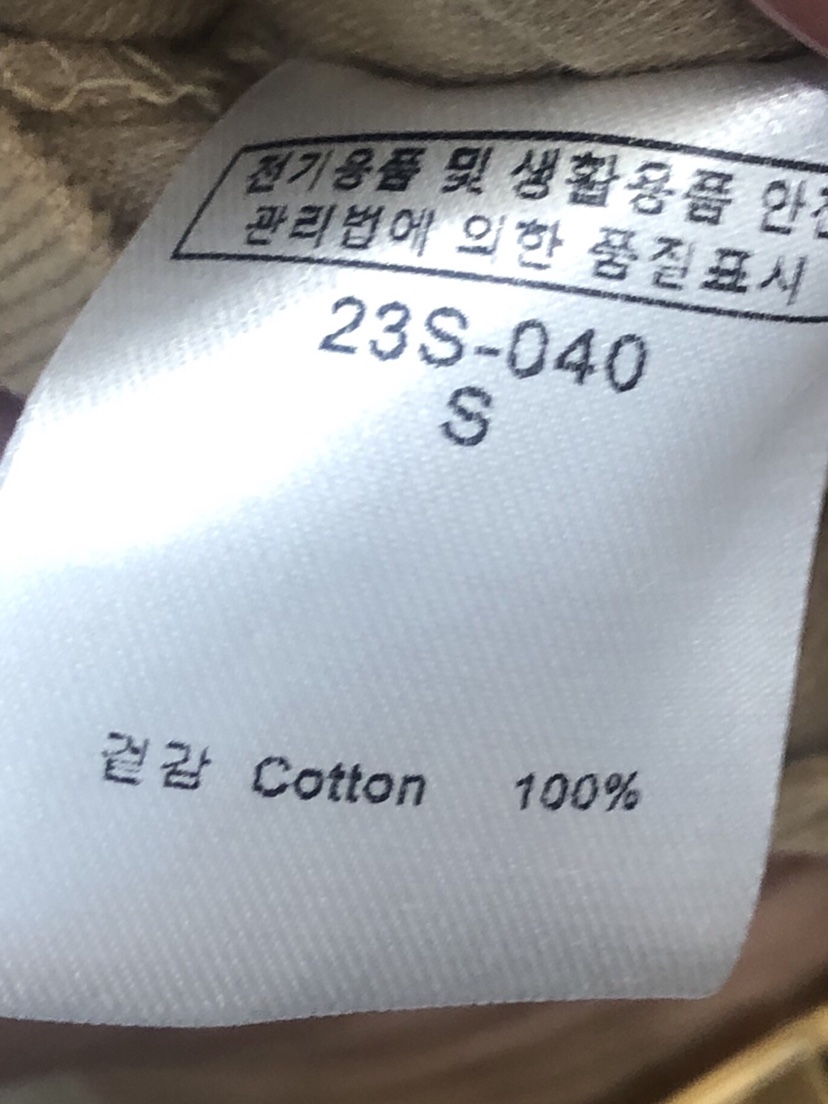 전기용품 및 생활용품 안전
관리법에 의한 품질표시
23S-040
S
겉감 Cotton 100%